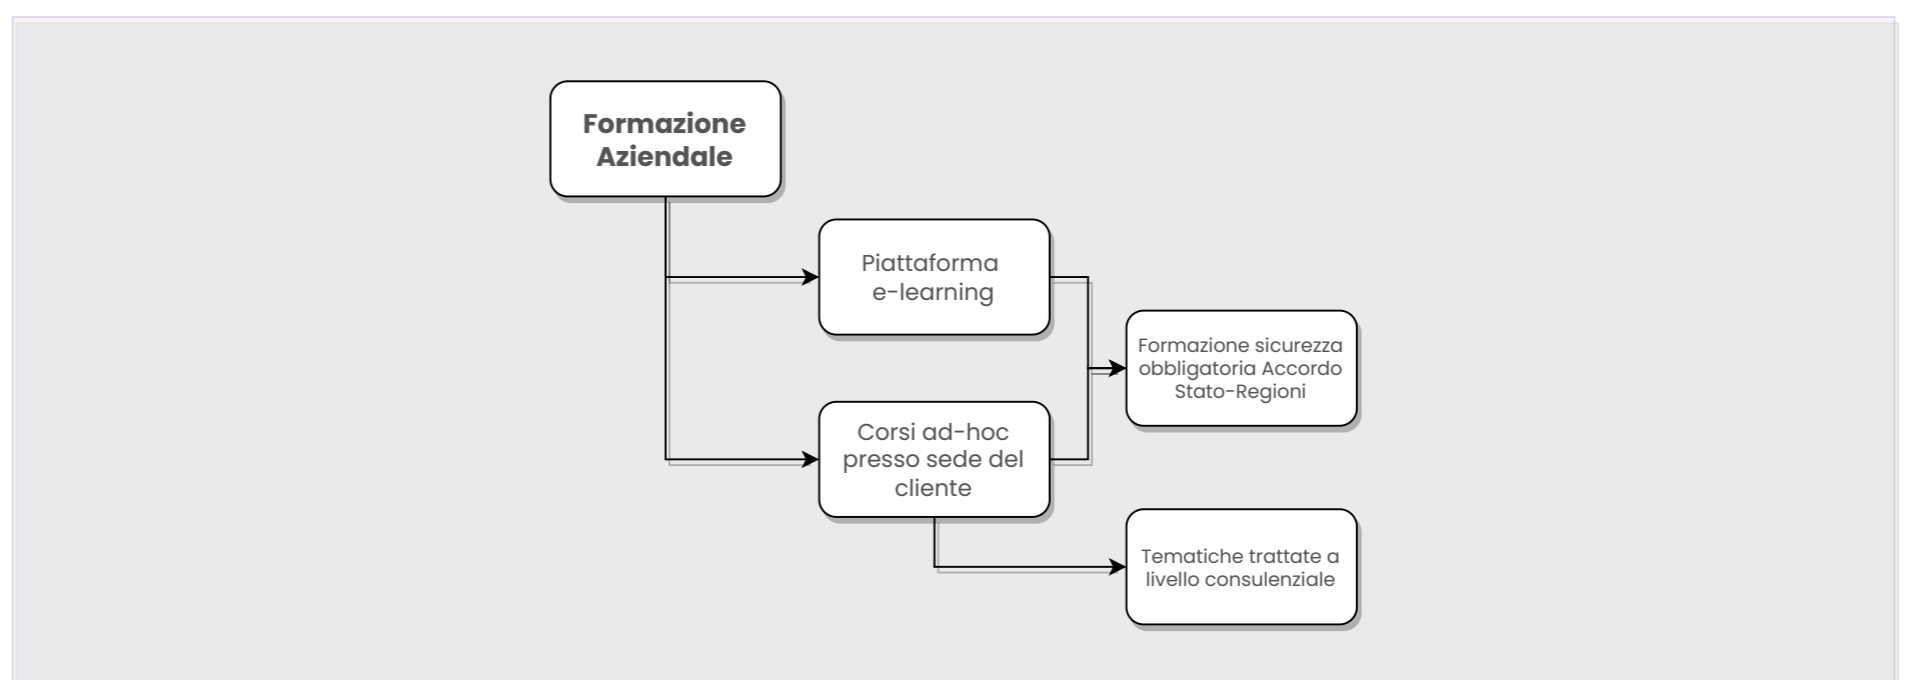 Formazione
Aziendale
Piattaforma
e-learning
Formazione sicurezza
obbligatoria Accordo
Stato-Regioni
Corsi ad-hoc
presso sede del
cliente
Tematiche trattate a
livello consulenziale